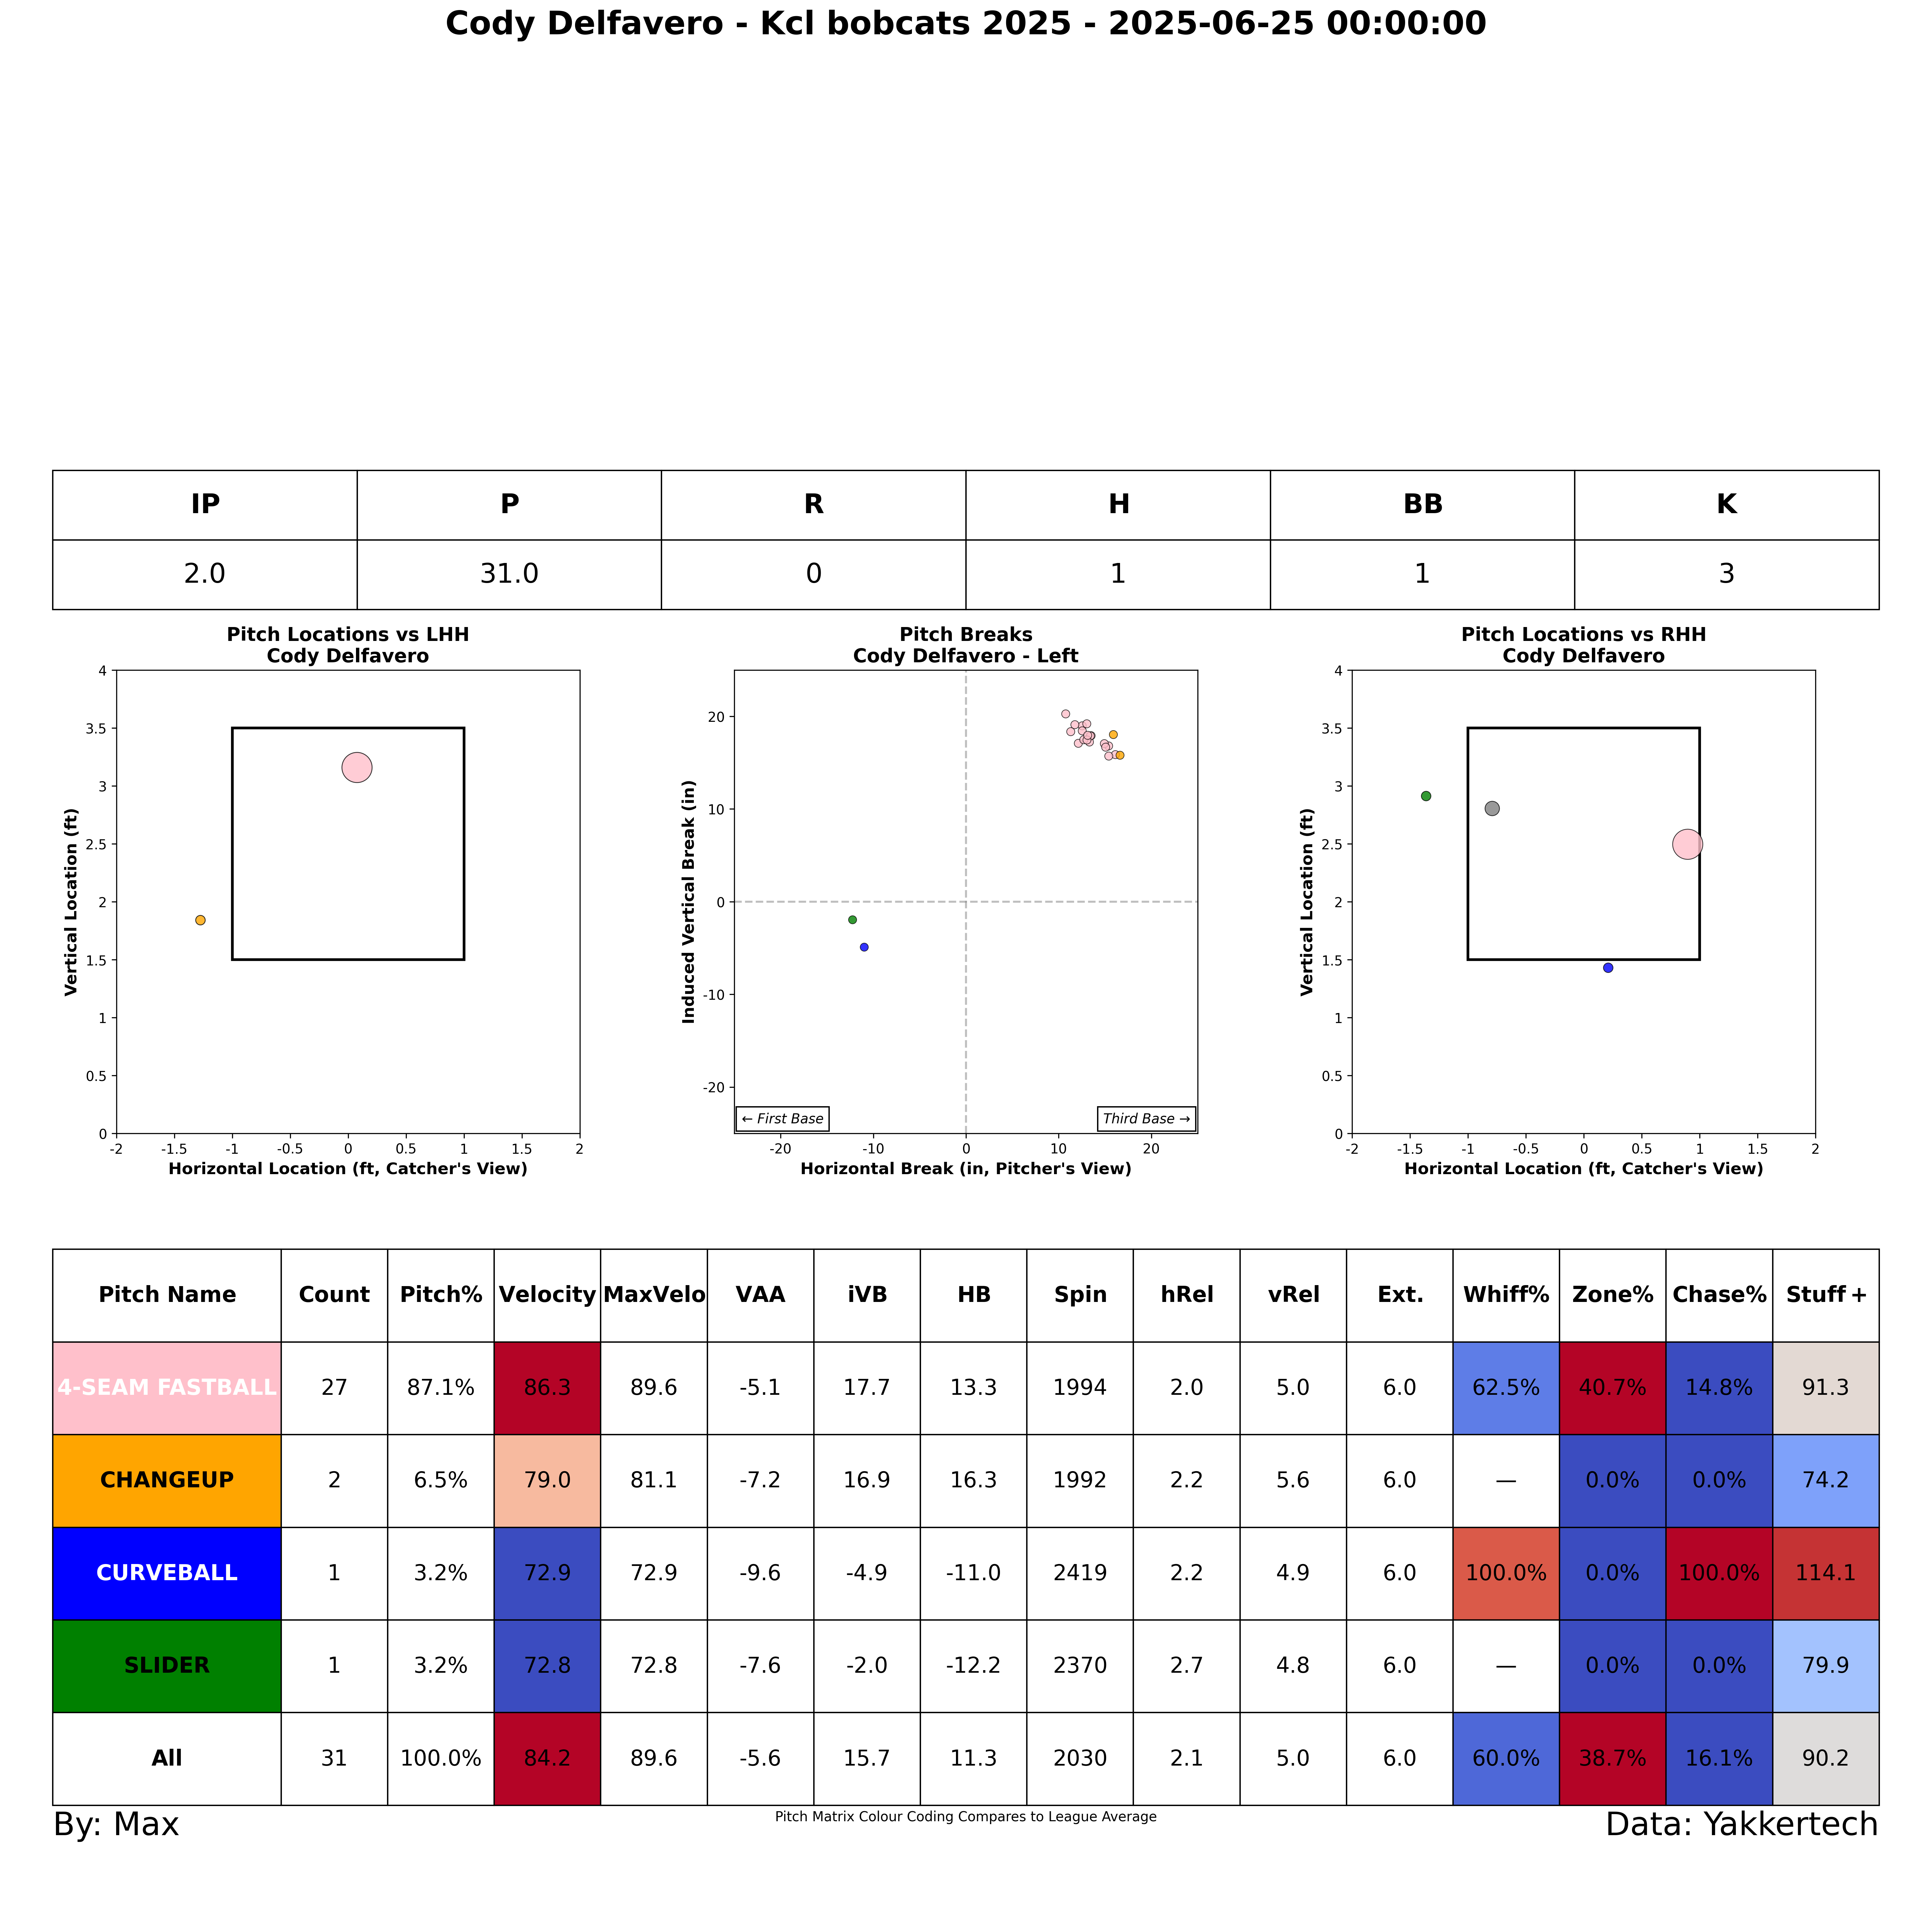 Cody Delfavero - Kcl bobcats 2025 - 2025-06-25 00:00:00
IP P R H BB K
2.0 31.0 0 1 1 3
Pitch Locations vs LHH
Cody Delfavero
4
3.5
3
2.5
2
1.5
1
0.5
0
Vertical Location (ft)
-2 -1.5 -1 -0.5 0 0.5 1 1.5 2
Horizontal Location (ft, Catcher's View)
Pitch Breaks
Cody Delfavero - Left
20
10
0
-10
-20
Induced Vertical Break (in)
← First Base
Third Base →
-20 -10 0 10 20
Horizontal Break (in, Pitcher's View)
Pitch Locations vs RHH
Cody Delfavero
4
3.5
3
2.5
2
1.5
1
0.5
0
Vertical Location (ft)
-2 -1.5 -1 -0.5 0 0.5 1 1.5 2
Horizontal Location (ft, Catcher's View)
Pitch Name Count Pitch% Velocity MaxVelo VAA iVB HB Spin hRel vRel Ext. Whiff% Zone% Chase% Stuff+
4-SEAM FASTBALL 27 87.1% 86.3 89.6 -5.1 17.7 13.3 1994 2.0 5.0 6.0 62.5% 40.7% 14.8% 91.3
CHANGEUP 2 6.5% 79.0 81.1 -7.2 16.9 16.3 1992 2.2 5.6 6.0 — 0.0% 0.0% 74.2
CURVEBALL 1 3.2% 72.9 72.9 -9.6 -4.9 -11.0 2419 2.2 4.9 6.0 100.0% 0.0% 100.0% 114.1
SLIDER 1 3.2% 72.8 72.8 -7.6 -2.0 -12.2 2370 2.7 4.8 6.0 — 0.0% 0.0% 79.9
All 31 100.0% 84.2 89.6 -5.6 15.7 11.3 2030 2.1 5.0 6.0 60.0% 38.7% 16.1% 90.2
By: Max
Pitch Matrix Colour Coding Compares to League Average
Data: Yakkertech